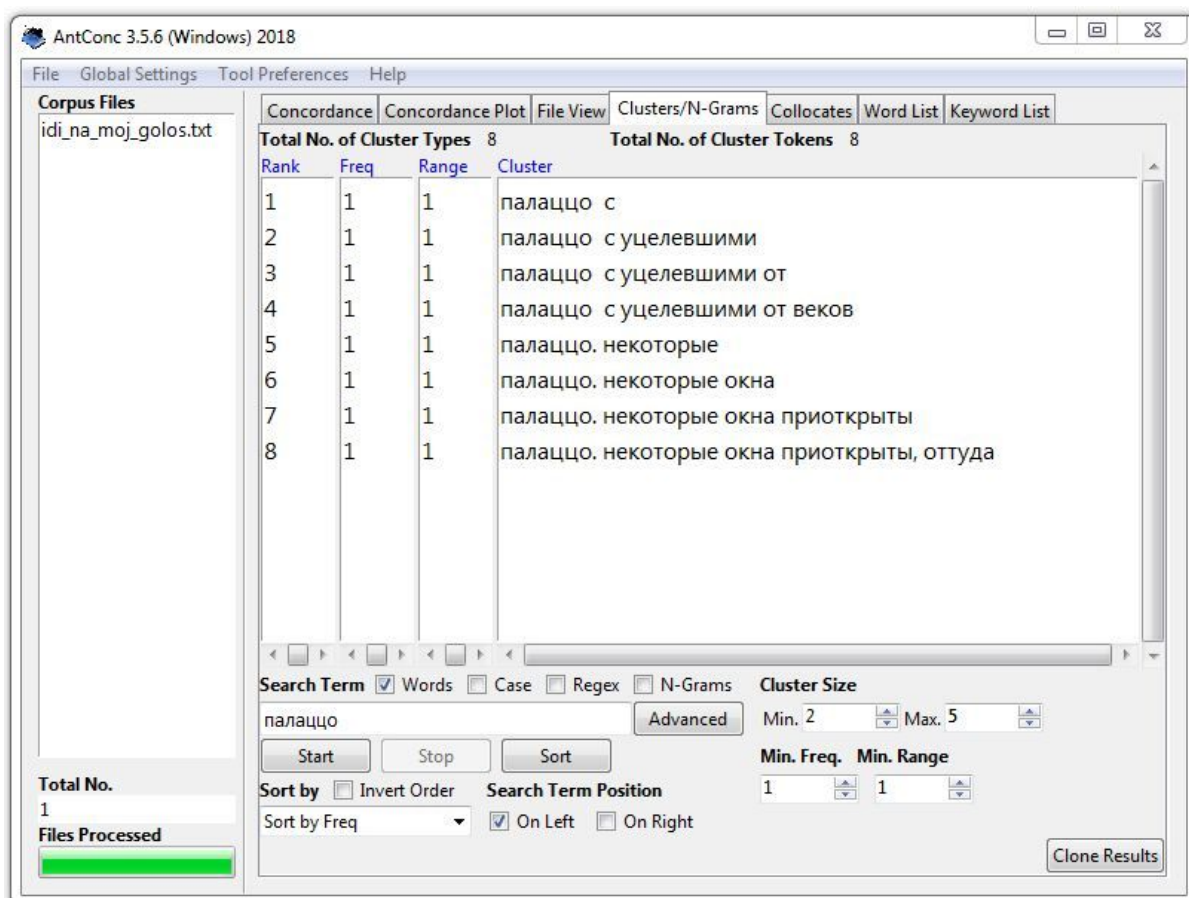 AntConc 3.5.6 (Windows) 2018
File Global Settings Tool Preferences Help
Corpus Files
idi_na_moj_golos.txt
Concordance Concordance Plot File View Clusters/N-Grams Collocates Word List Keyword List
Total No. of Cluster Types 8 Total No. of Cluster Tokens 8
Rank Freq Range Cluster
1 1 1 палаццо с
2 1 1 палаццо с уцелевшими
3 1 1 палаццо с уцелевшими от
4 1 1 палаццо с уцелевшими от веков
5 1 1 палаццо. некоторые
6 1 1 палаццо. некоторые окна
7 1 1 палаццо. некоторые окна приоткрыты
8 1 1 палаццо. некоторые окна приоткрыты, оттуда
Search Term Words Case Regex N-Grams Cluster Size
палаццо Advanced Min. 2 Max. 5
Start Stop Sort Min. Freq. Min. Range
Total No.
1
Files Processed
Sort by Invert Order Search Term Position 1 1
Sort by Freq On Left On Right
Clone Results